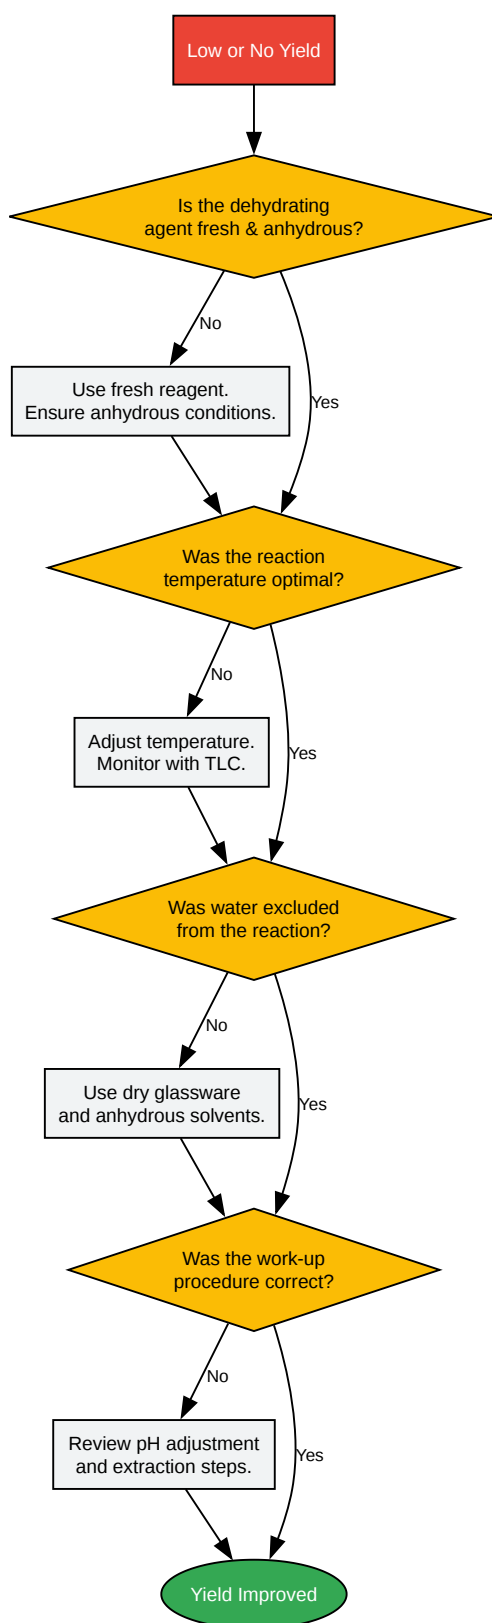 Low or No Yield
Is the dehydrating
agent fresh & anhydrous?
No
Use fresh reagent.
Ensure anhydrous conditions.
Yes
Was the reaction
temperature optimal?
No
Adjust temperature.
Monitor with TLC.
Yes
Was water excluded
from the reaction?
No
Use dry glassware
and anhydrous solvents.
Yes
Was the work-up
procedure correct?
No
Review pH adjustment
and extraction steps.
Yes
Yield Improved